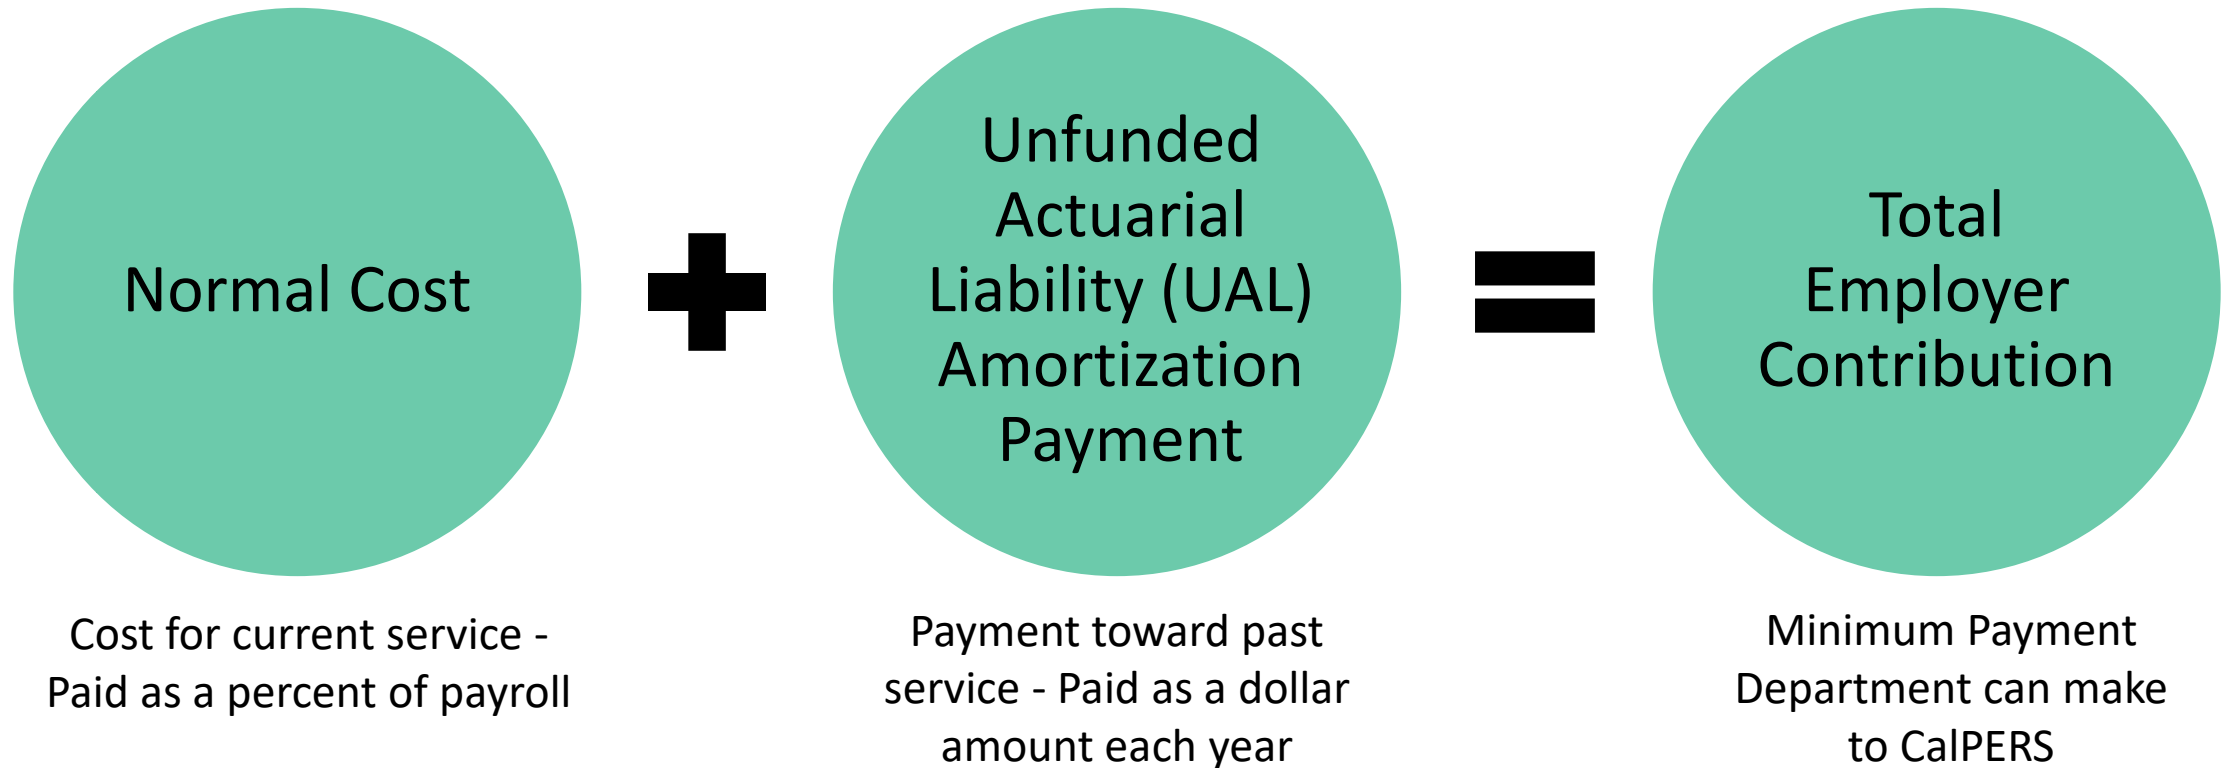 Normal Cost
Unfunded
Actuarial
Liability (UAL)
Amortization
Payment
Total
Employer
Contribution
Cost for current service -
Paid as a percent of payroll
Payment toward past
service - Paid as a dollar
amount each year
Minimum Payment
Department can make
to CalPERS